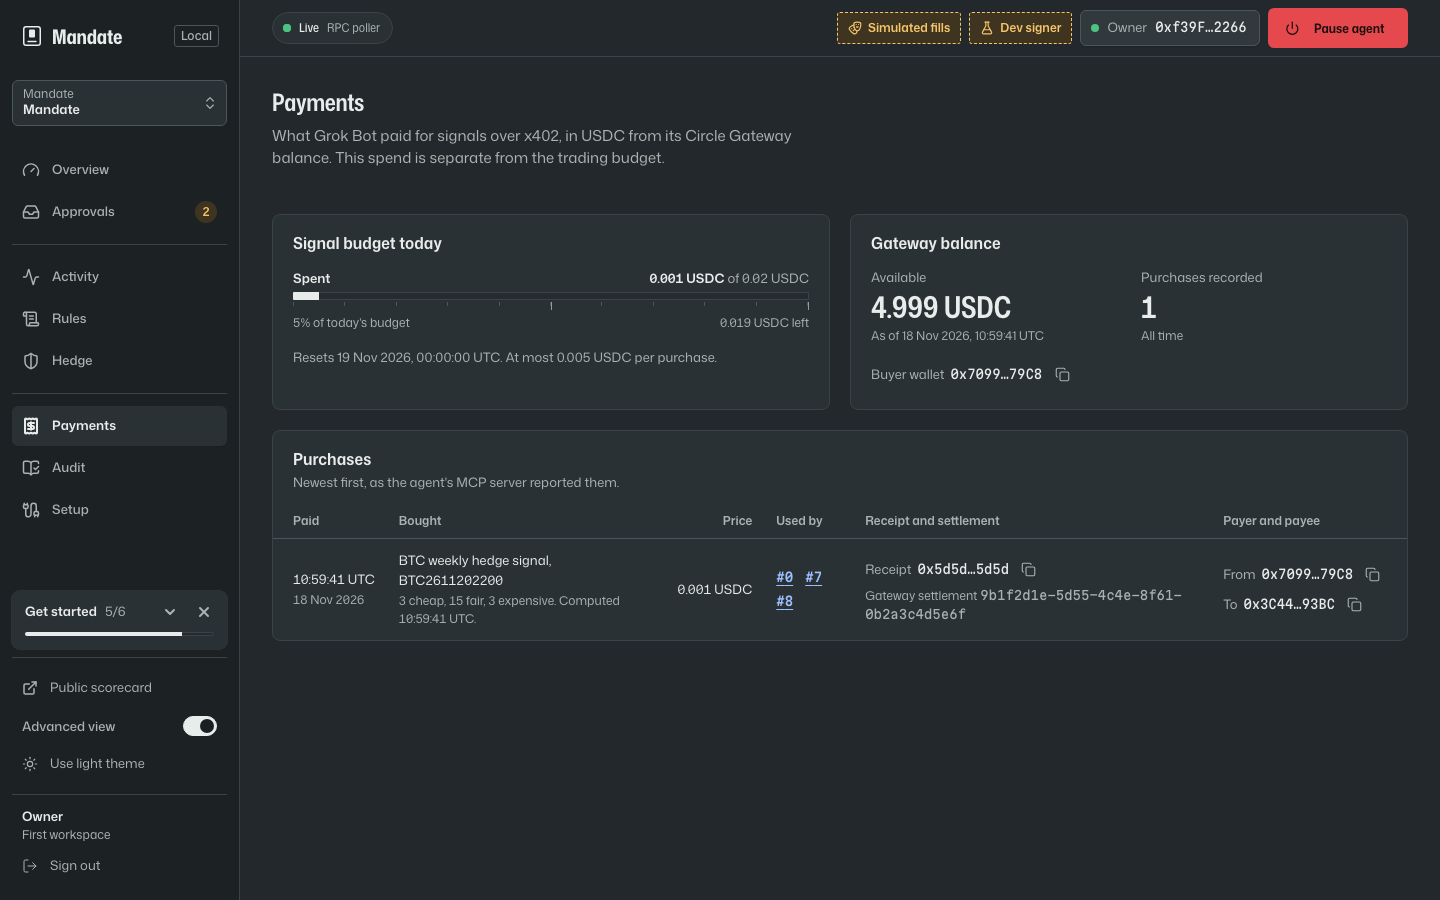 Mandate
Local
Mandate
Mandate
Overview
Approvals
2
Activity
Rules
Hedge
Payments
Audit
Setup
Get started 5/6
Public scorecard
Advanced view
Use light theme
Owner
First workspace
Sign out
Live RPC poller
Simulated fills
Dev signer
Owner 0xf39F…2266
Pause agent
Payments
What Grok Bot paid for signals over x402, in USDC from its Circle Gateway
balance. This spend is separate from the trading budget.
Signal budget today
Spent
0.001 USDC of 0.02 USDC
5% of today's budget
0.019 USDC left
Resets 19 Nov 2026, 00:00:00 UTC. At most 0.005 USDC per purchase.
Gateway balance
Available
4.999 USDC
As of 18 Nov 2026, 10:59:41 UTC
Purchases recorded
1
All time
Buyer wallet 0x7099…79C8
Purchases
Newest first, as the agent's MCP server reported them.
Paid
Bought
Price
Used by
Receipt and settlement
Payer and payee
10:59:41 UTC
18 Nov 2026
BTC weekly hedge signal,
BTC2611202200
3 cheap, 15 fair, 3 expensive. Computed
10:59:41 UTC.
0.001 USDC
#0 #7
#8
Receipt 0x5d5d…5d5d
Gateway settlement 9b1f2d1e-5d55-4c4e-8f61-
0b2a3c4d5e6f
From 0x7099…79C8
To 0x3C44…93BC